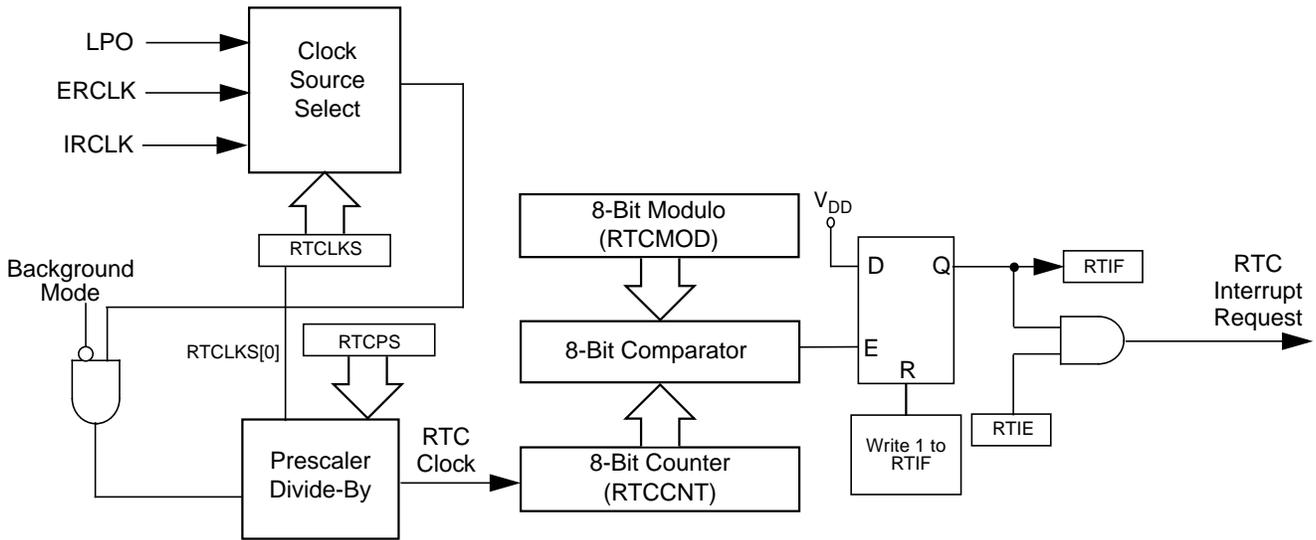 LPO
ERCLK
IRCLK
Clock
Source
Select
RTCLKS
Background
Mode
RTCLKS[0]
RTCPS
Prescaler
Divide-By
RTC
Clock
8-Bit Modulo
(RTCMOD)
8-Bit Comparator
8-Bit Counter
(RTCCNT)
VDD
D
Q
E
R
Write 1 to
RTIF
RTIF
RTIE
RTC
Interrupt
Request